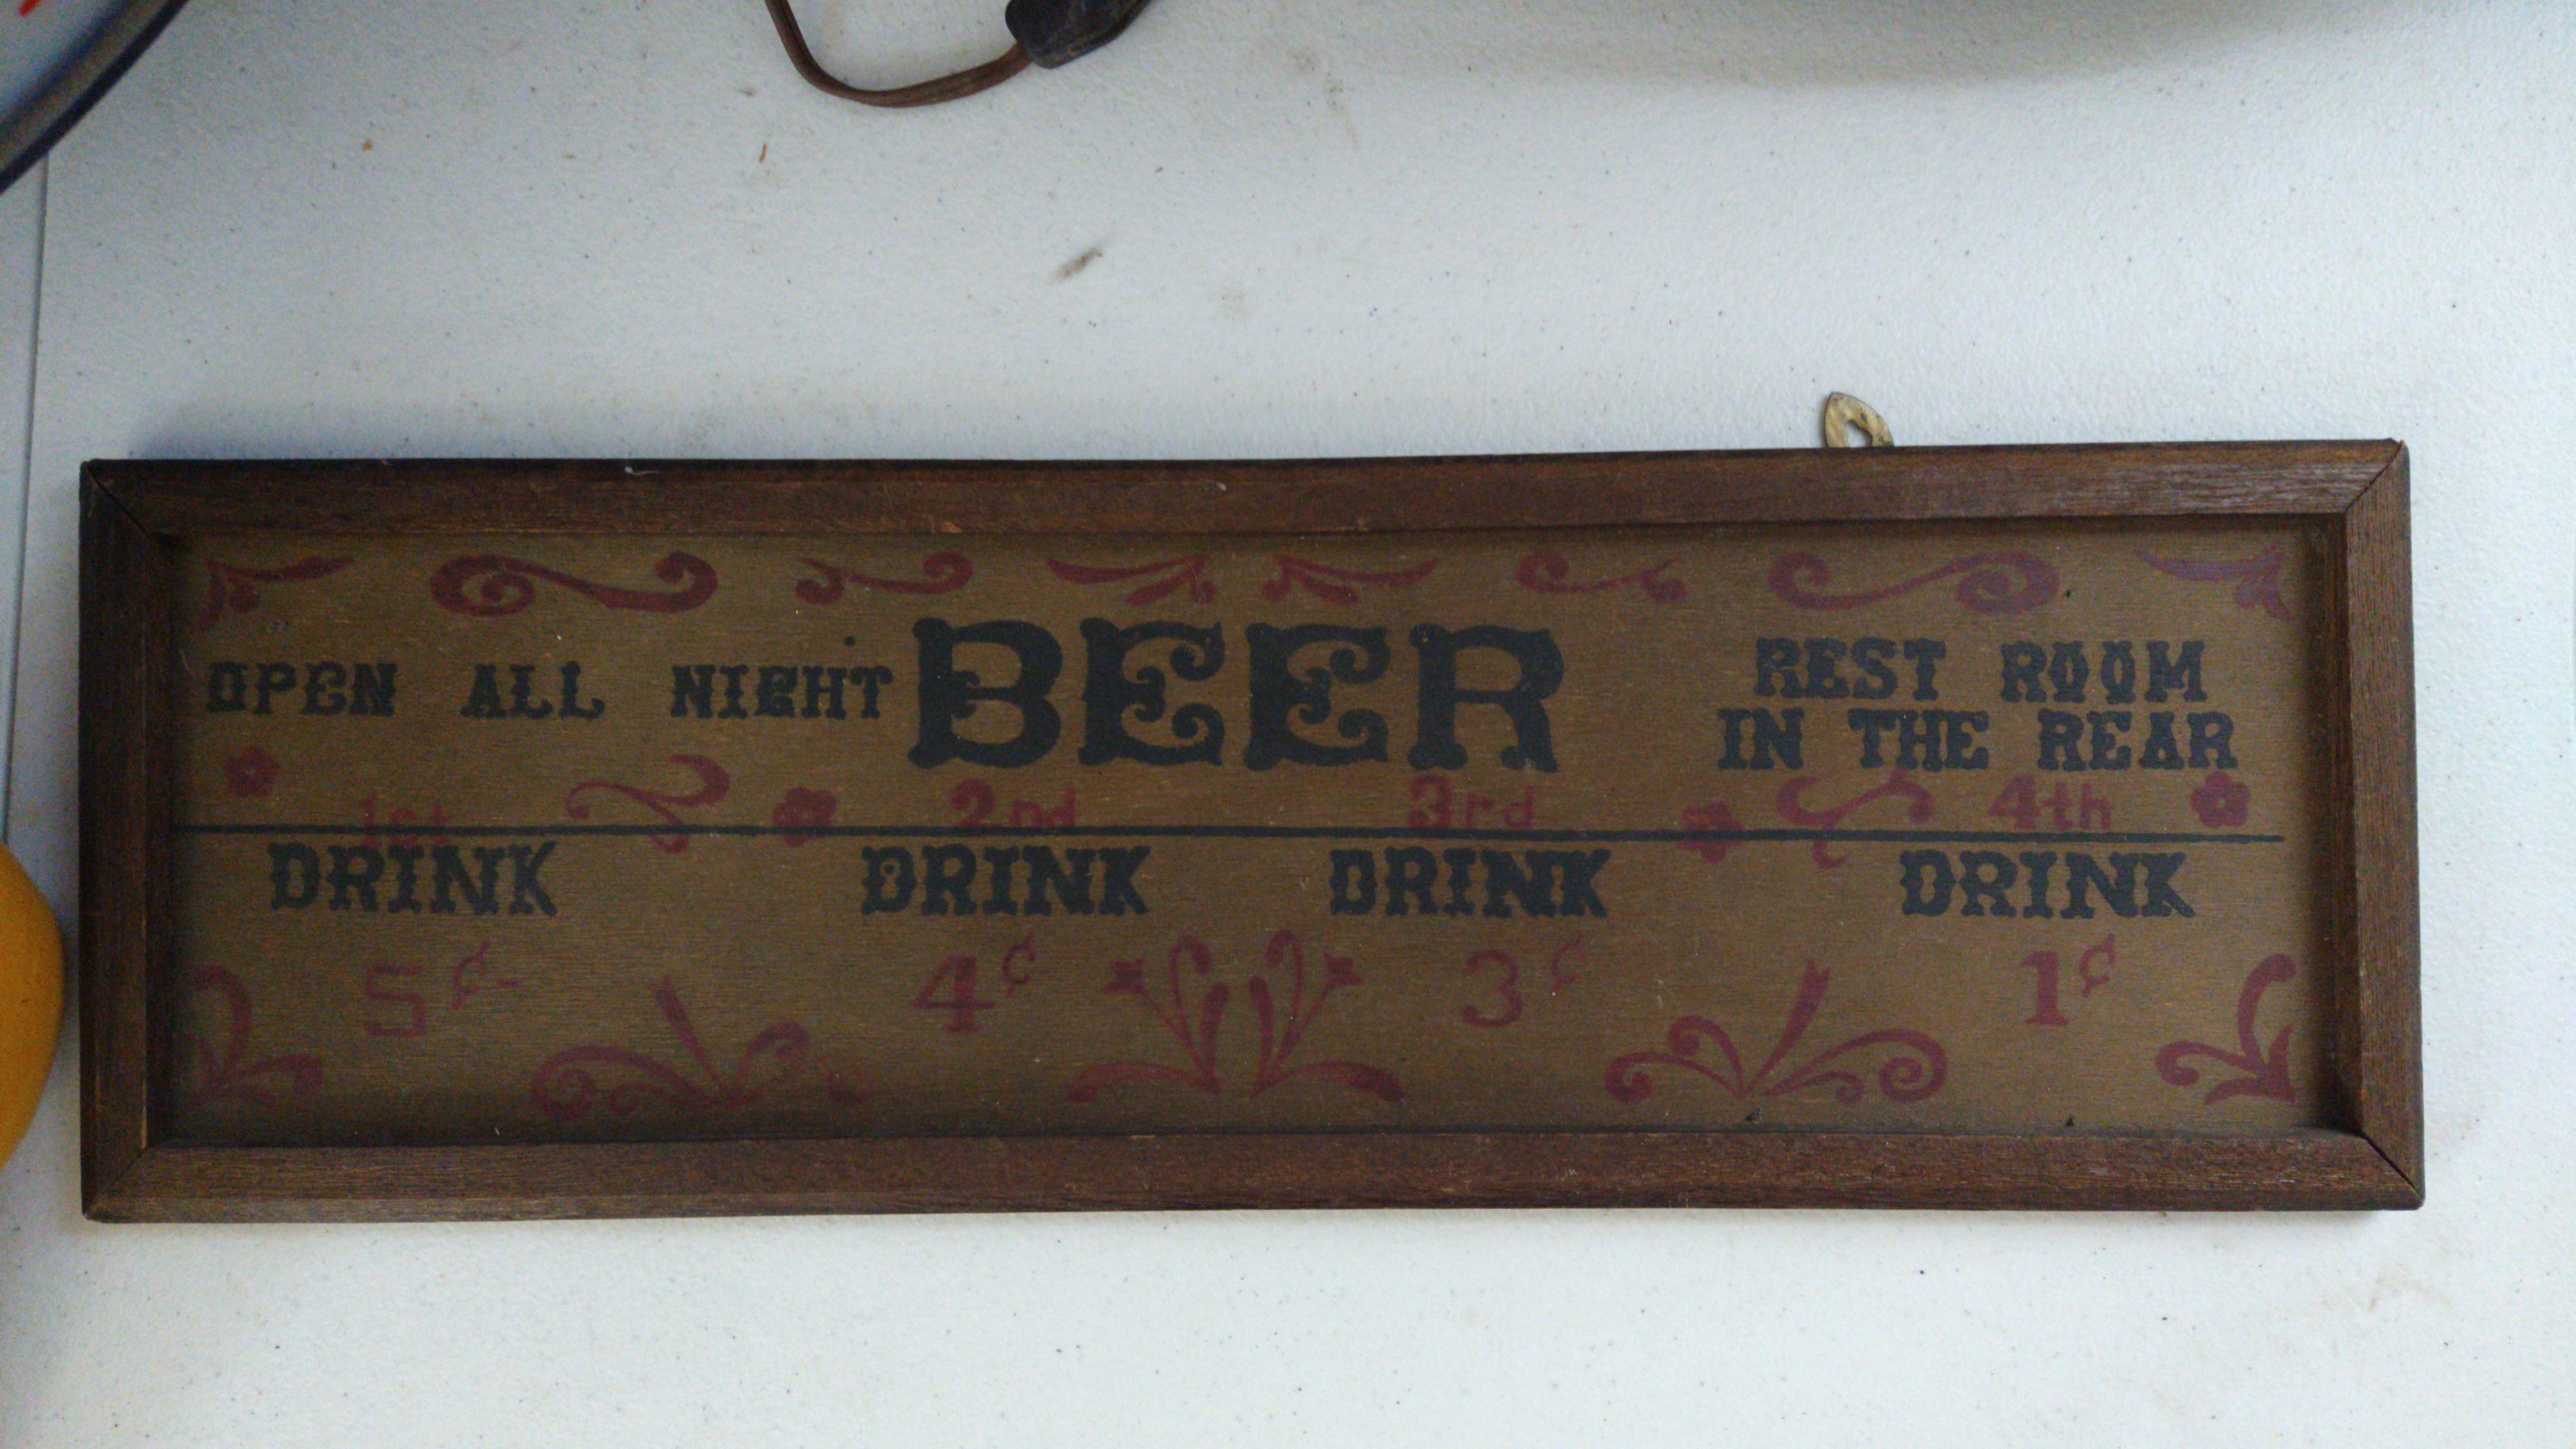 OPEN ALL NIGHT BEER REST ROOM
IN THE REAR
1st 2nd 3rd 4th
DRINK DRINK DRINK DRINK
5¢ 4¢ 3¢ 1¢